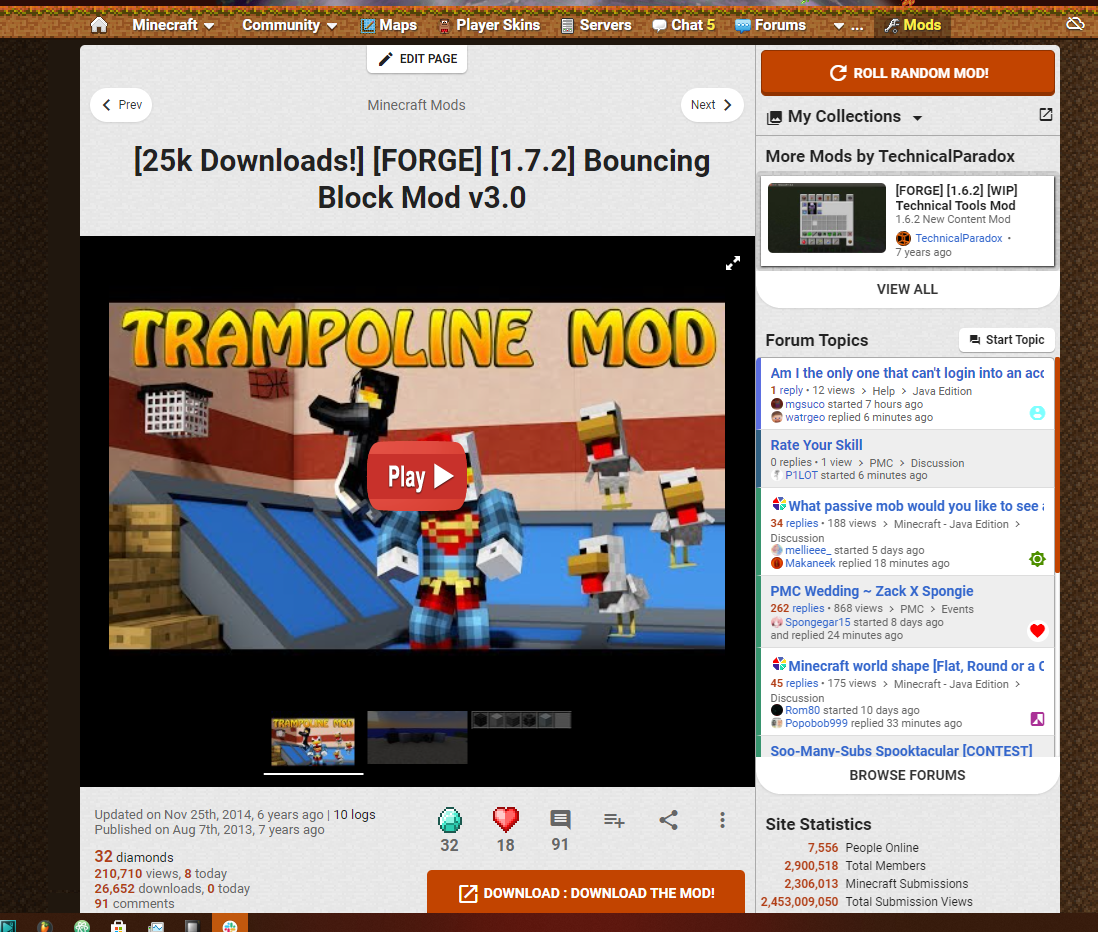 Minecraft Community Maps Player Skins Servers Chat 5 Forums ... Mods
EDIT PAGE
Prev
Minecraft Mods
Next
[25k Downloads!] [FORGE] [1.7.2] Bouncing
Block Mod v3.0
TRAMPOLINE MOD
Play
TRAMPOLINE MOD
Updated on Nov 25th, 2014, 6 years ago | 10 logs
Published on Aug 7th, 2013, 7 years ago
32 diamonds
210,710 views, 8 today
26,652 downloads, 0 today
91 comments
32
18
91
DOWNLOAD : DOWNLOAD THE MOD!
ROLL RANDOM MOD!
My Collections
More Mods by TechnicalParadox
[FORGE] [1.6.2] [WIP]
Technical Tools Mod
1.6.2 New Content Mod
TechnicalParadox •
7 years ago
VIEW ALL
Forum Topics
Start Topic
Am I the only one that can't login into an acc
1 reply • 12 views > Help > Java Edition
mgsuco started 7 hours ago
watrgeo replied 6 minutes ago
Rate Your Skill
0 replies • 1 view > PMC > Discussion
P1LOT started 6 minutes ago
What passive mob would you like to see
34 replies • 188 views > Minecraft - Java Edition >
Discussion
mellieee_ started 5 days ago
Makaneek replied 18 minutes ago
PMC Wedding ~ Zack X Spongie
262 replies • 868 views > PMC > Events
Spongegar15 started 8 days ago
and replied 24 minutes ago
Minecraft world shape [Flat, Round or a C
45 replies • 175 views > Minecraft - Java Edition >
Discussion
Rom80 started 10 days ago
Popobob999 replied 33 minutes ago
Soo-Many-Subs Spooktacular [CONTEST]
BROWSE FORUMS
Site Statistics
7,556 People Online
2,900,518 Total Members
2,306,013 Minecraft Submissions
2,453,009,050 Total Submission Views